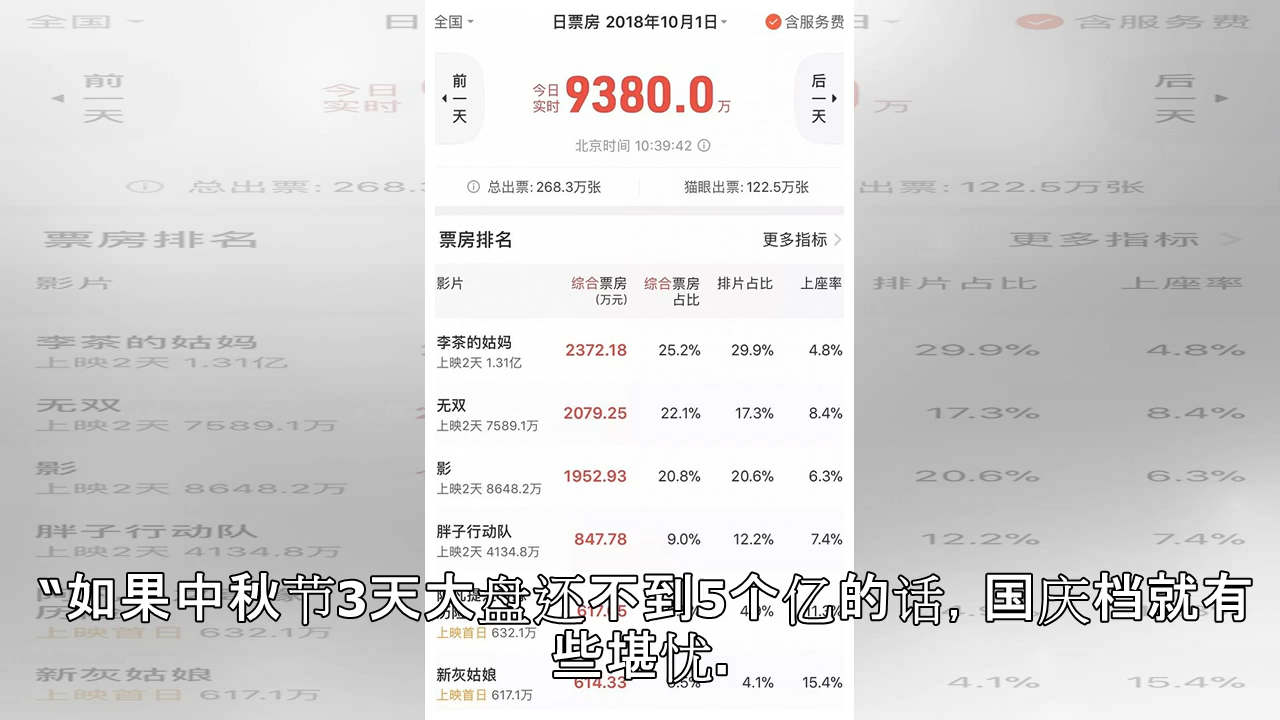 全国
日票房 2018年10月1日
含服务费
前一天
今日实时
9380.0万
后一天
北京时间 10:39:42
总出票: 268.3万张
猫眼出票: 122.5万张
票房排名
更多指标
影片
综合票房(万元)
综合票房占比
排片占比
上座率
李茶的姑妈
上映2天 1.31亿
2372.18
25.2%
29.9%
4.8%
无双
上映2天 7589.1万
2079.25
22.1%
17.3%
8.4%
影
上映2天 8648.2万
1952.93
20.8%
20.6%
6.3%
胖子行动队
上映2天 4134.8万
847.78
9.0%
12.2%
7.4%
上映首日 632.1万
新灰姑娘
上映首日 617.1万
614.33
6.5%
4.1%
15.4%
“如果中秋节3天大盘还不到5个亿的话, 国庆档就有
些堪忧.